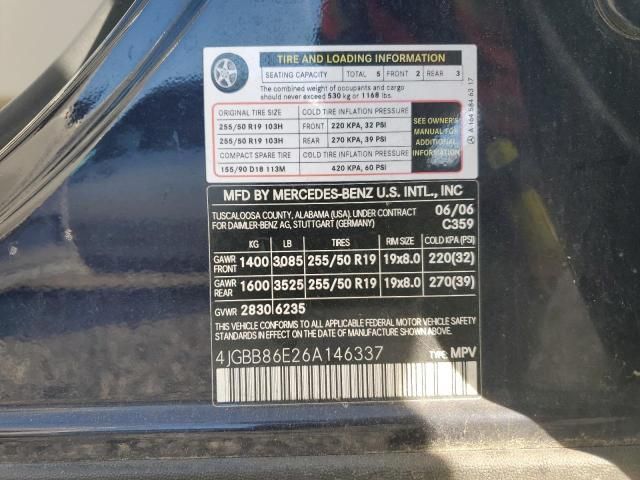 TIRE AND LOADING INFORMATION
SEATING CAPACITY TOTAL 5 FRONT 2 REAR 3
The combined weight of occupants and cargo
should never exceed 530 kg or 1168 lbs.
ORIGINAL TIRE SIZE COLD TIRE INFLATION PRESSURE
255/50 R19 103H FRONT 220 KPA, 32 PSI
255/50 R19 103H REAR 270 KPA, 39 PSI
COMPACT SPARE TIRE COLD TIRE INFLATION PRESSURE
155/90 D18 113M 420 KPA, 60 PSI
SEE OWNER'S
MANUAL FOR
ADDITIONAL
INFORMATION
A 164 584 63 17
MFD BY MERCEDES-BENZ U.S. INTL., INC
TUSCALOOSA COUNTY, ALABAMA (USA), UNDER CONTRACT 06/06
FOR DAIMLER-BENZ AG, STUTTGART (GERMANY) C359
KG LB TIRES RIM SIZE COLD KPA (PSI)
GAWR FRONT 1400 3085 255/50 R19 19x8.0 220(32)
GAWR REAR 1600 3525 255/50 R19 19x8.0 270(39)
GVWR 2830 6235
THIS VEHICLE CONFORMS TO ALL APPLICABLE FEDERAL MOTOR VEHICLE SAFETY
STANDARDS IN EFFECT ON THE DATE OF MANUFACTURE SHOWN ABOVE.
4JGBB86E26A146337 TYPE: MPV